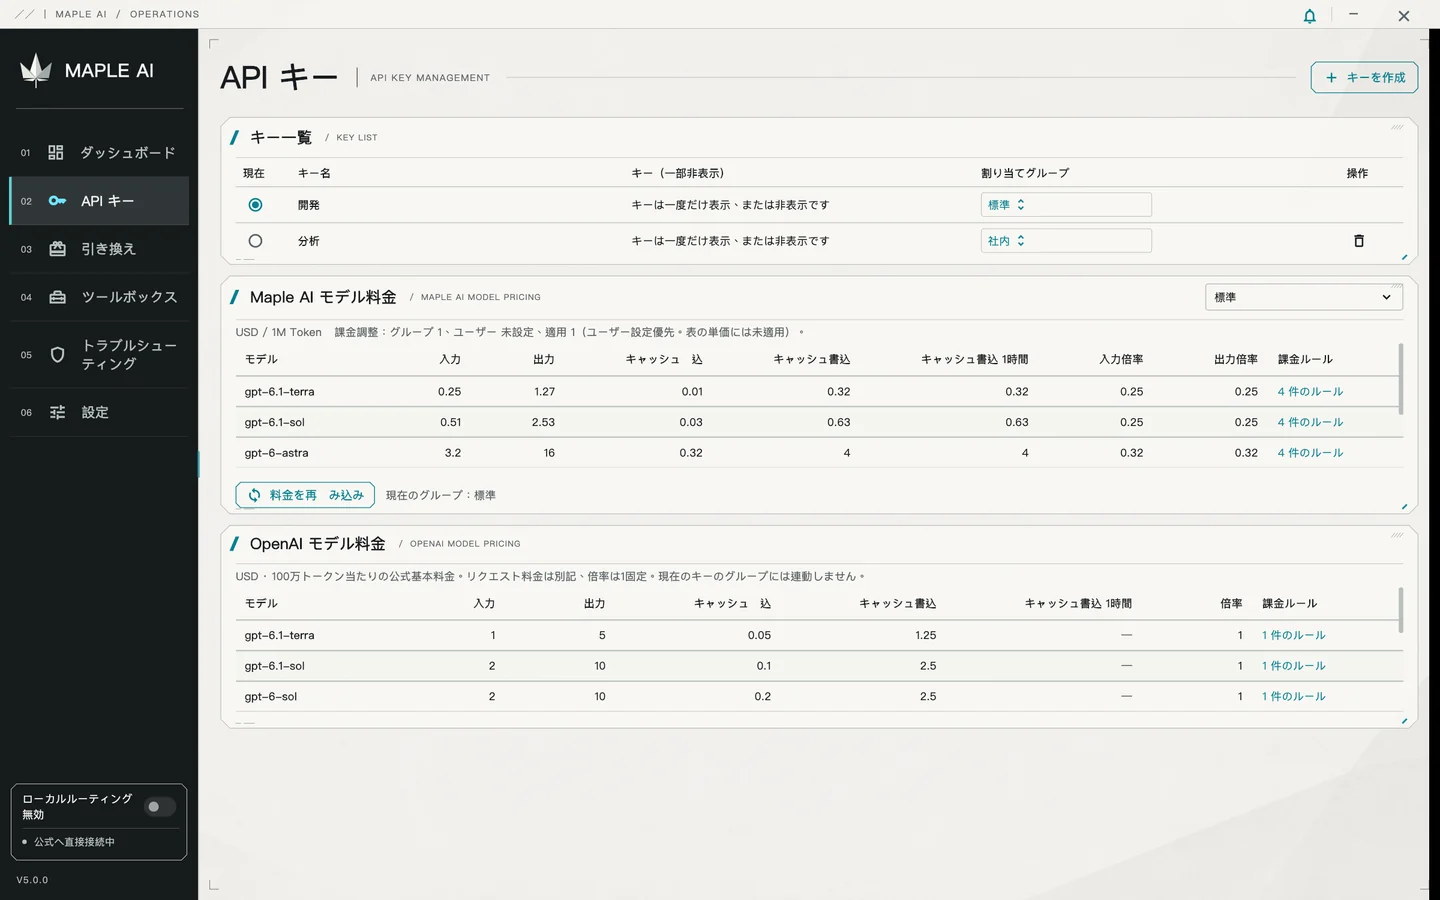 // | MAPLE AI / OPERATIONS
MAPLE AI
01 ダッシュボード
02 API キー
03 引き換え
04 ツールボックス
05 トラブルシュー
ティング
06 設定
ローカルルーティング
無効
公式へ直接接続中
V5.0.0
API キー | API KEY MANAGEMENT
+ キーを作成
キー一覧 / KEY LIST
現在 キー名 キー（一部非表示） 割り当てグループ 操作
開発 キーは一度だけ表示、または非表示です 標準
分析 キーは一度だけ表示、または非表示です 社内
Maple AI モデル料金 / MAPLE AI MODEL PRICING
標準
USD / 1M Token 課金調整：グループ 1、ユーザー 未設定、適用 1（ユーザー設定優先。表の単価には未適用）。
モデル 入力 出力 キャッシュ 込 キャッシュ書込 キャッシュ書込 1時間 入力倍率 出力倍率 課金ルール
gpt-6.1-terra 0.25 1.27 0.01 0.32 0.32 0.25 0.25 4 件のルール
gpt-6.1-sol 0.51 2.53 0.03 0.63 0.63 0.25 0.25 4 件のルール
gpt-6-astra 3.2 16 0.32 4 4 0.32 0.32 4 件のルール
料金を再 み込み 現在のグループ：標準
OpenAI モデル料金 / OPENAI MODEL PRICING
USD · 100万トークン当たりの公式基本料金。リクエスト料金は別記、倍率は1固定。現在のキーのグループには連動しません。
モデル 入力 出力 キャッシュ 込 キャッシュ書込 キャッシュ書込 1時間 倍率 課金ルール
gpt-6.1-terra 1 5 0.05 1.25 — 1 1 件のルール
gpt-6.1-sol 2 10 0.1 2.5 — 1 1 件のルール
gpt-6-sol 2 10 0.2 2.5 — 1 1 件のルール